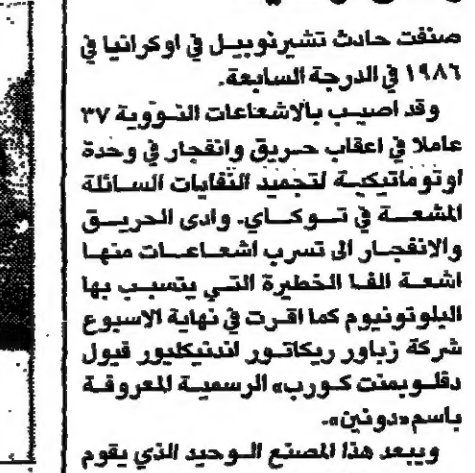 صنفت حادث تشيرنوبيل في اوكرانيا في
١٩٨٦ في الدرجة السابعة.
وقد اصيب بالاشعاعات النووية ٣٧
عاملا في اعقاب حريق وانفجار في وحدة
اوتوماتيكية لتجميد النفايات السائلة
المشعة في توكاي. وادى الحريق
والانفجار الى تسرب اشعاعات منها
اشعة الفا الخطيرة التي يتسبب بها
البلوتونيوم كما اقرت في نهاية الاسبوع
شركة زباور ريكاتور اندنيكليور فيول
دفلوبمنت كورب» الرسمية المعروفة
باسم «دونين».
ويبعد هذا المصنع الوحيد الذي يقوم